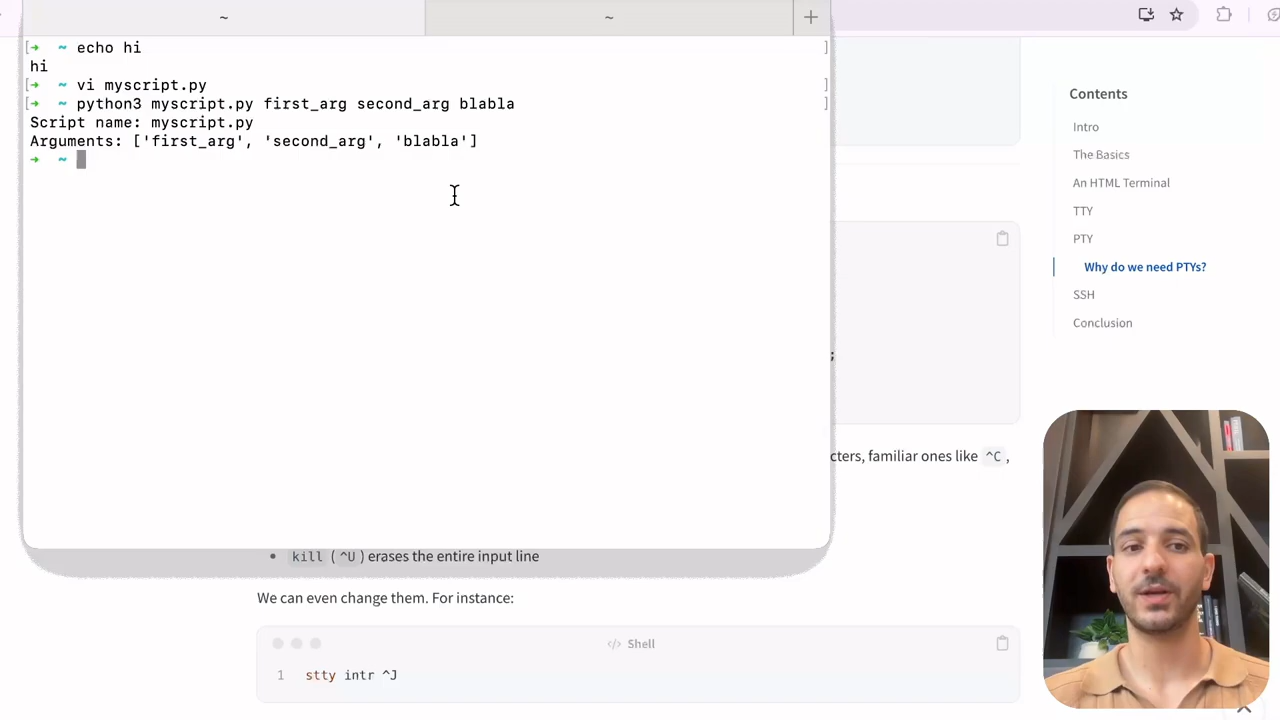 ~
~
+
[➜ ~ echo hi ]
hi
[➜ ~ vi myscript.py ]
[➜ ~ python3 myscript.py first_arg second_arg blabla ]
Script name: myscript.py
Arguments: ['first_arg', 'second_arg', 'blabla']
➜ ~
;
cters, familiar ones like ^C,
kill (^U) erases the entire input line
We can even change them. For instance:
</> Shell
1 stty intr ^J
Contents
Intro
The Basics
An HTML Terminal
TTY
PTY
Why do we need PTYs?
SSH
Conclusion